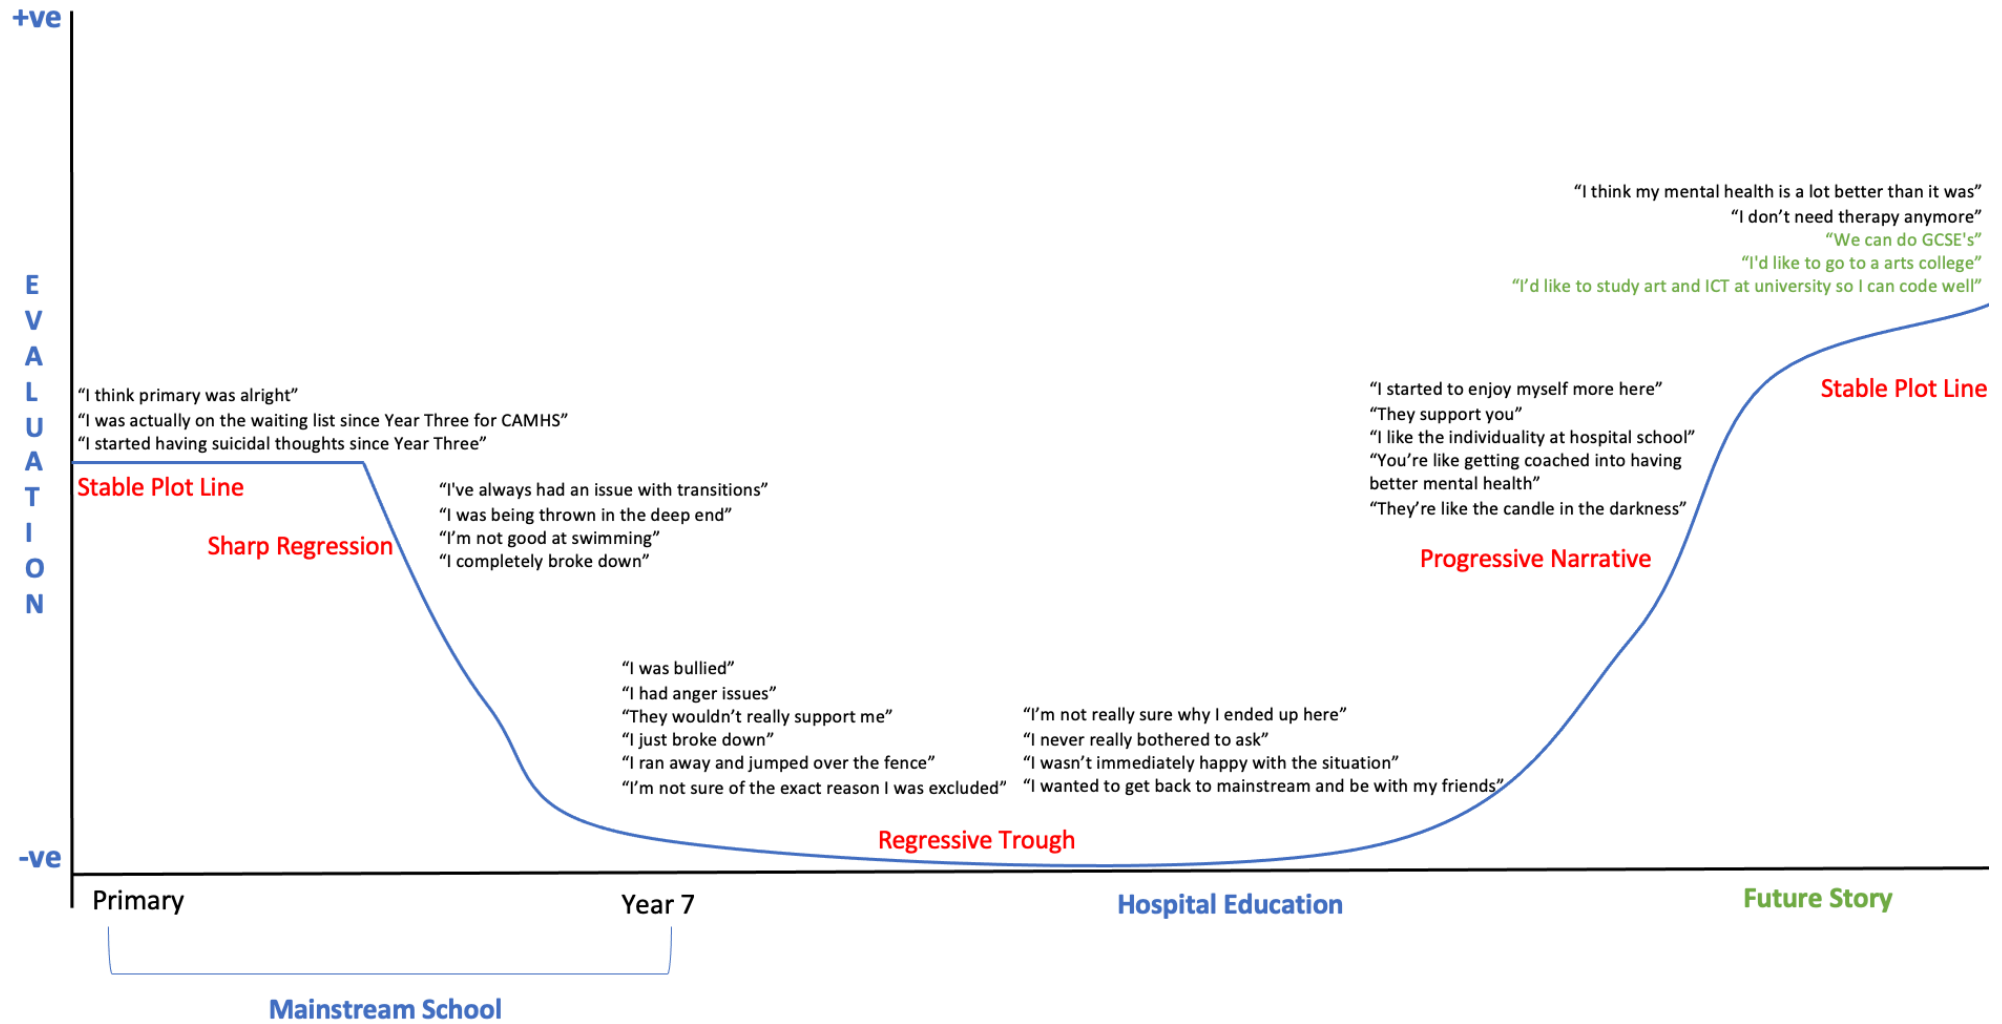 +ve
“I think my mental health is a lot better than it was”
“I don’t need therapy anymore”
“We can do GCSE's”
“I'd like to go to a arts college”
“I’d like to study art and ICT at university so I can code well”
EVALUATION
“I think primary was alright”
“I was actually on the waiting list since Year Three for CAMHS”
“I started having suicidal thoughts since Year Three”
Stable Plot Line
Sharp Regression
“I've always had an issue with transitions”
“I was being thrown in the deep end”
“I’m not good at swimming”
“I completely broke down”
“I was bullied”
“I had anger issues”
“They wouldn’t really support me”
“I just broke down”
“I ran away and jumped over the fence”
“I’m not sure of the exact reason I was excluded”
“I’m not really sure why I ended up here”
“I never really bothered to ask”
“I wasn’t immediately happy with the situation”
“I wanted to get back to mainstream and be with my friends”
Regressive Trough
“I started to enjoy myself more here”
“They support you”
“I like the individuality at hospital school”
“You’re like getting coached into having
better mental health”
“They’re like the candle in the darkness”
Progressive Narrative
Stable Plot Line
-ve
Primary
Year 7
Hospital Education
Future Story
Mainstream School